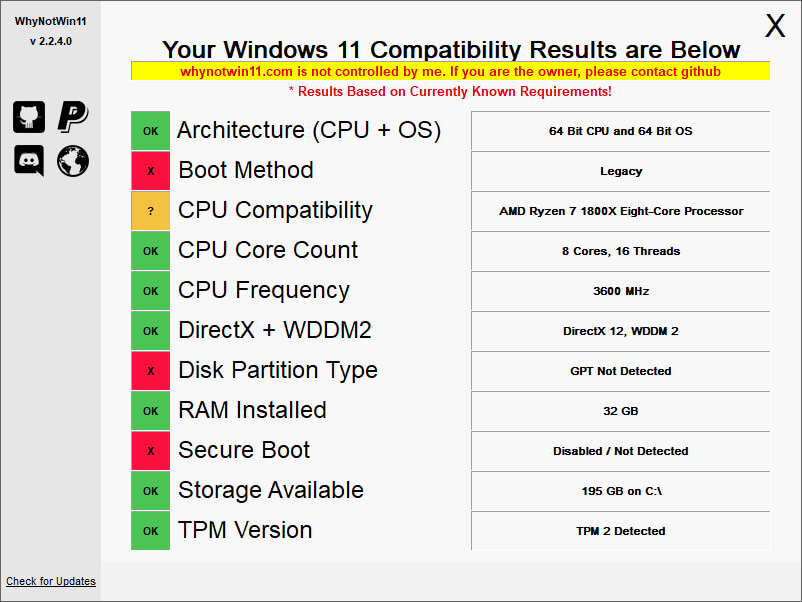 WhyNotWin11
v 2.2.4.0
X
Your Windows 11 Compatibility Results are Below
whynotwin11.com is not controlled by me. If you are the owner, please contact github
* Results Based on Currently Known Requirements!
OK Architecture (CPU + OS) 64 Bit CPU and 64 Bit OS
X Boot Method Legacy
? CPU Compatibility AMD Ryzen 7 1800X Eight-Core Processor
OK CPU Core Count 8 Cores, 16 Threads
OK CPU Frequency 3600 MHz
OK DirectX + WDDM2 DirectX 12, WDDM 2
X Disk Partition Type GPT Not Detected
OK RAM Installed 32 GB
X Secure Boot Disabled / Not Detected
OK Storage Available 195 GB on C:\
OK TPM Version TPM 2 Detected
Check for Updates